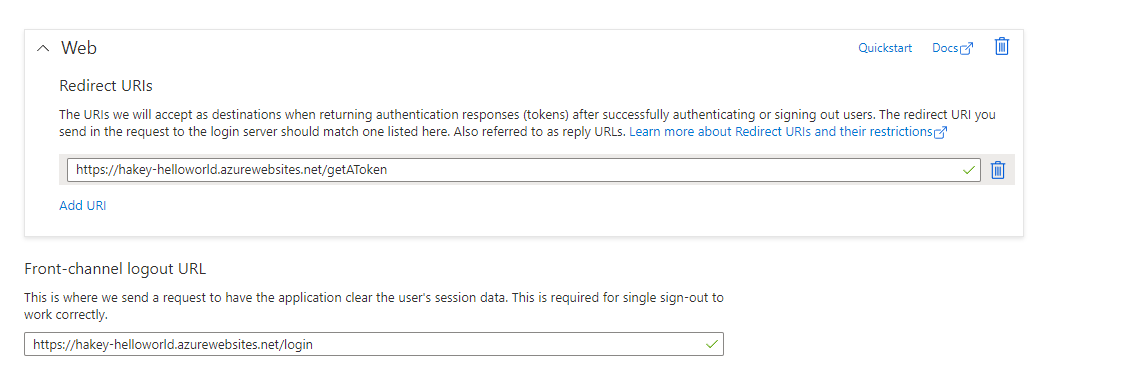 Web
Quickstart
Docs
Redirect URIs
The URIs we will accept as destinations when returning authentication responses (tokens) after successfully authenticating or signing out users. The redirect URI you
send in the request to the login server should match one listed here. Also referred to as reply URLs. Learn more about Redirect URIs and their restrictions
https://hakey-helloworld.azurewebsites.net/getAToken
Add URI
Front-channel logout URL
This is where we send a request to have the application clear the user's session data. This is required for single sign-out to
work correctly.
https://hakey-helloworld.azurewebsites.net/login